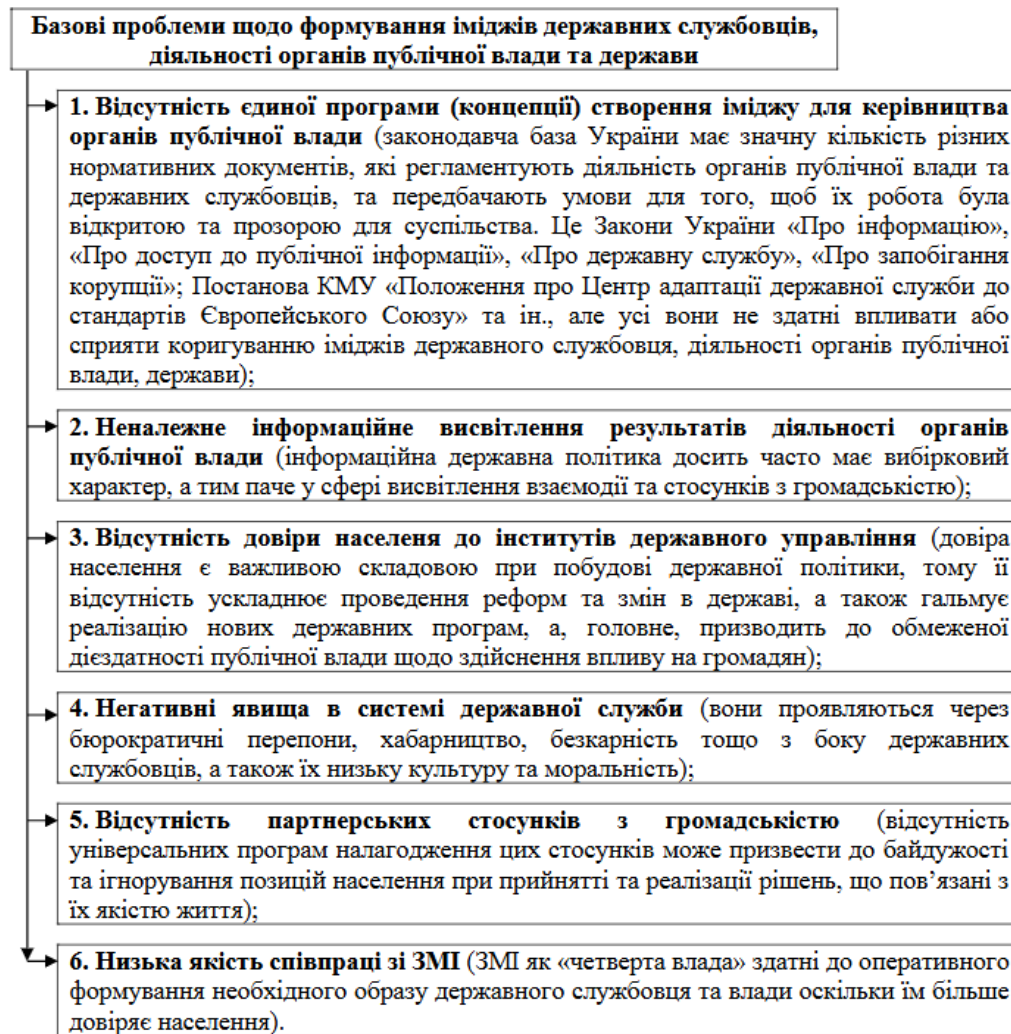 Базові проблеми щодо формування іміджів державних службовців,
діяльності органів публічної влади та держави
1. Відсутність єдиної програми (концепції) створення іміджу для керівництва
органів публічної влади (законодавча база України має значну кількість різних
нормативних документів, які регламентують діяльність органів публічної влади та
державних службовців, та передбачають умови для того, щоб їх робота була
відкритою та прозорою для суспільства. Це Закони України «Про інформацію»,
«Про доступ до публічної інформації», «Про державну службу», «Про запобігання
корупції»; Постанова КМУ «Положення про Центр адаптації державної служби до
стандартів Європейського Союзу» та ін., але усі вони не здатні впливати або
сприяти коригуванню іміджів державного службовця, діяльності органів публічної
влади, держави);
2. Неналежне інформаційне висвітлення результатів діяльності органів
публічної влади (інформаційна державна політика досить часто має вибірковий
характер, а тим паче у сфері висвітлення взаємодії та стосунків з громадськістю);
3. Відсутність довіри населеня до інститутів державного управління (довіра
населення є важливою складовою при побудові державної політики, тому її
відсутність ускладнює проведення реформ та змін в державі, а також гальмує
реалізацію нових державних програм, а, головне, призводить до обмеженої
дієздатності публічної влади щодо здійснення впливу на громадян);
4. Негативні явища в системі державної служби (вони проявляються через
бюрократичні перепони, хабарництво, безкарність тощо з боку державних
службовців, а також їх низьку культуру та моральність);
5. Відсутність партнерських стосунків з громадськістю (відсутність
універсальних програм налагодження цих стосунків може призвести до байдужості
та ігнорування позицій населення при прийнятті та реалізації рішень, що пов’язані з
їх якістю життя);
6. Низька якість співпраці зі ЗМІ (ЗМІ як «четверта влада» здатні до оперативного
формування необхідного образу державного службовця та влади оскільки їм більше
довіряє населення).